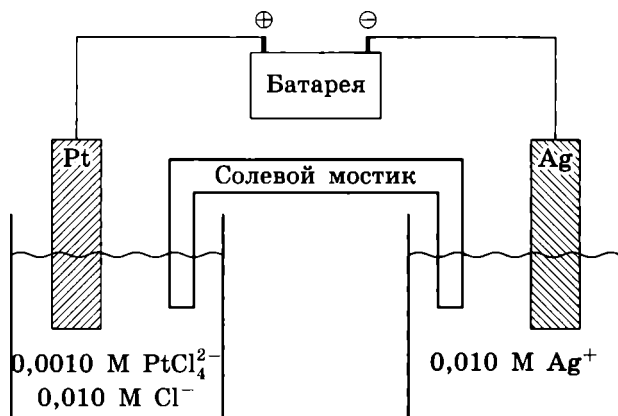 ⊕ ⊖
Батарея
Pt
Ag
Солевой мостик
0,0010 М PtCl₄²⁻
0,010 М Cl⁻
0,010 М Ag⁺